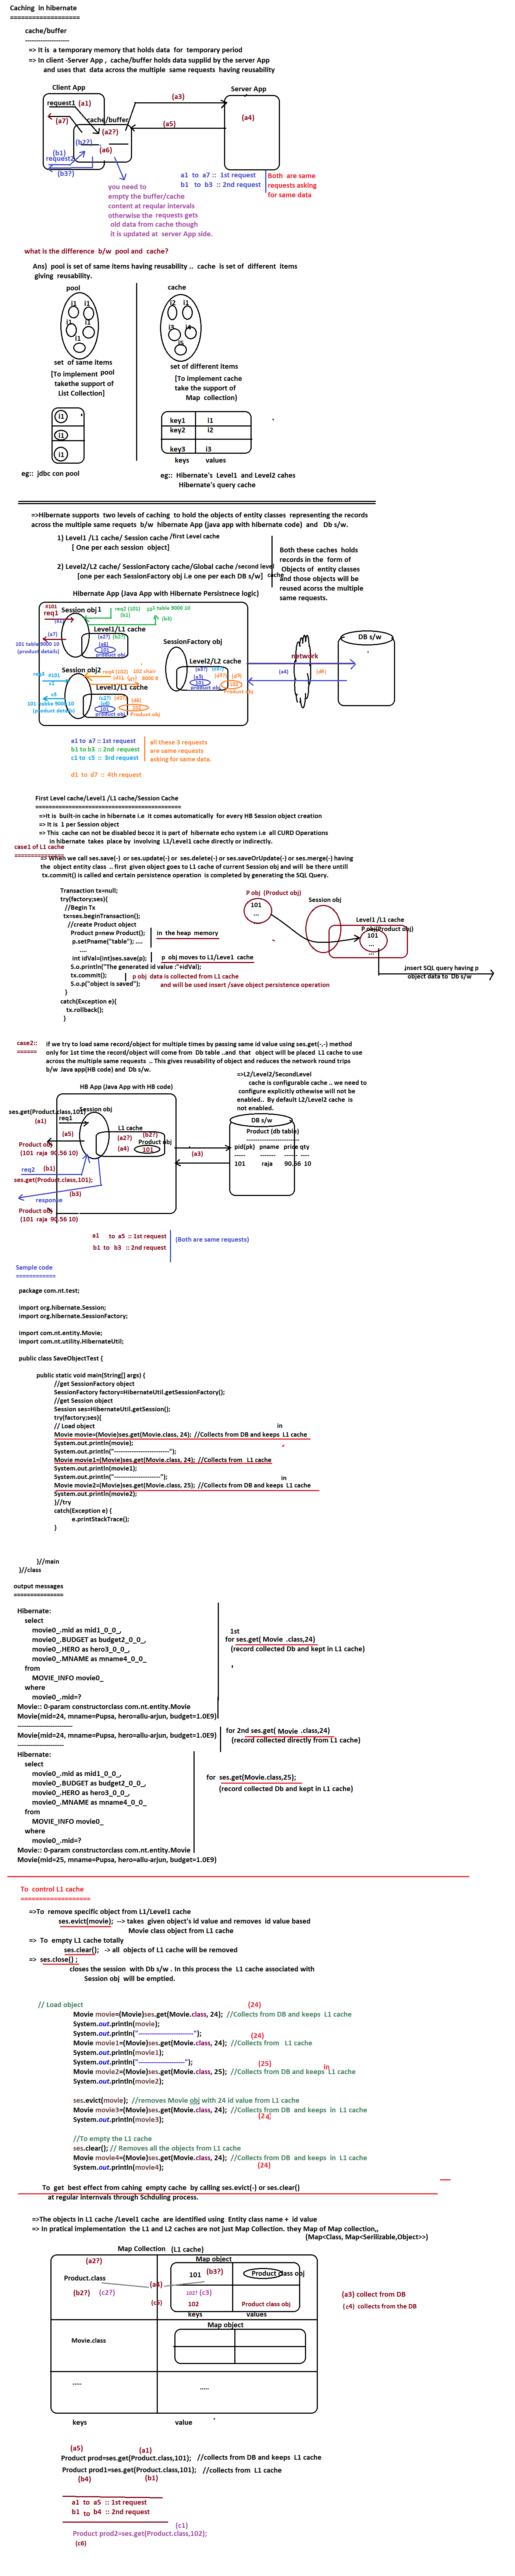 Caching in hibernate
===================
cache/buffer
-------------------
=> It is a temporary memory that holds data for temporary period
=> In client -Server App , cache/buffer holds data supplid by the server App
and uses that data across the multiple same requests having reusability
Client App
Server App
request1 (a1)
(a3)
(a7)
cache/buffer
(a2?)
(a5)
(a4)
(b2?)
(a6)
(b1)
request2
(b3?)
a1 to a7 :: 1st request
b1 to b3 :: 2nd request
Both are same
requests asking
for same data
you need to
empty the buffer/cache
content at reqular intervals
otherwise the requests gets
old data from cache though
it is updated at server App side.
what is the difference b/w pool and cache?
Ans) pool is set of same items having reusability .. cache is set of different items
giving reusability.
pool
cache
i1 i1
i1 i1
i1
i2 i1
i3 i4
i5
set of same items
[To implement pool
takethe support of
List Collection]
set of different items
[To implement cache
take the support of
Map collection)
i1
i1
i1
key1 i1
key2 i2
key3 i3
keys values
eg:: jdbc con pool
eg:: Hibernate's Level1 and Level2 cahes
Hibernate's query cache
=>Hibernate supports two levels of caching to hold the objects of entity classes representing the records
across the multiple same requets b/w hibernate App (java app with hibernate code) and Db s/w.
1) Level1 /L1 cache/ Session cache /first Level cache
[ One per each session object]
2) Level2/L2 cache/ SessionFactory cache/Global cache /second level cache
[one per each SessionFactory obj i.e one per each DB s/w]
Both these caches holds
records in the form of
Objects of entity classes
and those objects will be
reused acorss the multiple
same requests.
Hibernate App (Java App with Hibernate Persistnece logic)
#101
req1
Session obj1
req2 (101)
(b1)
(b3)
Level1/L1 cache
(a7)
(a2?) (b2?)
101 table9000 10
(product details)
(a6)
101
product obj
SessionFactory obj
Level2/L2 cache
(a3?) (c3?)
(a3)
101
product obj
102
Product obj
network
DB s/w
(a4) (d4)
Session obj2
req4 (102)
Level1/L1 cache
#101
c5
(product details)
(c2?) (d2?)
101
product obj
102
Product obj
a1 to a7 :: 1st request
b1 to b3 :: 2nd request
c1 to c5 :: 3rd request
all these 3 requests
are same requests
asking for same data.
d1 to d7 :: 4th request
First Level cache/Level1 /L1 cache/Session Cache
=============================================
=>It is built-in cache in hibernate i.e it comes automatically for every HB Session object creation
=> It is 1 per Session object
=> This cache can not be disabled becoz it is part of hibernate echo system i.e all CURD Operations
in hibernate takes place by involving L1/Level1 cache directly or indirectly.
case1 of L1 cache
==============
=> When we call ses.save(-) or ses.update(-) or ses.delete(-) or ses.saveOrUpdate(-) or ses.merge(-) having
the object entity class .. first given object goes to L1 cache of current Session obj and will be there untill
tx.commit() is called and certain persistence operation is completed by generating the SQL Query.
Transaction tx=null;
try(factory;ses){
//Begin Tx
tx=ses.beginTransaction();
//create Product object
Product p=new Product();
p.setPname("table"); ....
....
in the heap memory
int idVal=(int)ses.save(p);
p obj moves to L1/Leve1 cache
S.o.println("The generated id value :"+idVal);
tx.commit();
p obj data is collected from L1 cache
S.o.p("object is saved");
and will be used insert /save object persistence operation
}
catch(Exception e){
tx.rollback();
}
P obj (Product obj)
101
...
Session obj
Level1 /L1 cache
P obj(Product obj)
101
...
...
,insert SQL query having p
object data to Db s/w
case2::
======
if we try to load same record/object for multiple times by passing same id value using ses.get(-,-) method
only for 1st time the record/object will come from Db table ..and that object will be placed L1 cache to use
across the multiple same requests .. This gives reusability of object and reduces the network round trips
b/w Java app(HB code) and Db s/w.
=>L2/Level2/SecondLevel
cache is configurable cache .. we need to
configure explicitly othewise will not be
enabled.. By default L2/Level2 cache is
not enabled.
HB App (Java App with HB code)
ses.get(Product.class,101)
(a1)
req1
Session obj
L1 cache
(a5)
(a2?) (b2?)
Product obj
(a4)
101
Product obj
(101 raja 90.56 10)
(a3)
DB s/w
Product (db table)
-----------------------
pid(pk) pname price qty
----- ------- ------ ----
101 raja 90.56 10
req2 (b1)
ses.get(Product.class,101);
(b3)
response
Product obj
(101 raja 90.56 10)
a1 to a5 :: 1st request
b1 to b3 :: 2nd request
(Both are same requests)
Sample code
============
package com.nt.test;
import org.hibernate.Session;
import org.hibernate.SessionFactory;
import com.nt.entity.Movie;
import com.nt.utility.HibernateUtil;
public class SaveObjectTest {
public static void main(String[] args) {
//get SessionFactory object
SessionFactory factory=HibernateUtil.getSessionFactory();
//get Session object
Session ses=HibernateUtil.getSession();
try(factory;ses){
// Load object
in
Movie movie=(Movie)ses.get(Movie.class, 24); //Collects from DB and keeps L1 cache
System.out.println(movie);
System.out.println("------------------------");
Movie movie1=(Movie)ses.get(Movie.class, 24); //Collects from L1 cache
System.out.println(movie1);
System.out.println("--------------------");
in
Movie movie2=(Movie)ses.get(Movie.class, 25); //Collects from DB and keeps L1 cache
System.out.println(movie2);
}//try
catch(Exception e) {
e.printStackTrace();
}
}//main
}//class
output messages
===============
Hibernate:
select
movie0_.mid as mid1_0_0_,
movie0_.BUDGET as budget2_0_0_,
movie0_.HERO as hero3_0_0_,
movie0_.MNAME as mname4_0_0_
from
MOVIE_INFO movie0_
where
movie0_.mid=?
Movie:: 0-param constructorclass com.nt.entity.Movie
Movie(mid=24, mname=Pupsa, hero=allu-arjun, budget=1.0E9)
------------------------
Movie(mid=24, mname=Pupsa, hero=allu-arjun, budget=1.0E9)
--------------------
1st
for ses.get( Movie .class,24)
(record collected Db and kept in L1 cache)
for 2nd ses.get( Movie .class,24)
(record collected directly from L1 cache)
Hibernate:
select
movie0_.mid as mid1_0_0_,
movie0_.BUDGET as budget2_0_0_,
movie0_.HERO as hero3_0_0_,
movie0_.MNAME as mname4_0_0_
from
MOVIE_INFO movie0_
where
movie0_.mid=?
Movie:: 0-param constructorclass com.nt.entity.Movie
Movie(mid=25, mname=Pupsa, hero=allu-arjun, budget=1.0E9)
for ses.get(Movie.class,25);
(record collected Db and kept in L1 cache)
To control L1 cache
===================
=>To remove specific object from L1/Level1 cache
ses.evict(movie); --> takes given object's id value and removes id value based
Movie class object from L1 cache
=> To empty L1 cache totally
ses.clear(); -> all objects of L1 cache will be removed
=> ses.close() ;
closes the session with Db s/w . In this process the L1 cache associated with
Session obj will be emptied.
// Load object
(24)
Movie movie=(Movie)ses.get(Movie.class, 24); //Collects from DB and keeps L1 cache
System.out.println(movie);
System.out.println("------------------------");
(24)
Movie movie1=(Movie)ses.get(Movie.class, 24); //Collects from L1 cache
System.out.println(movie1);
System.out.println("--------------------");
(25)
in
Movie movie2=(Movie)ses.get(Movie.class, 25); //Collects from DB and keeps L1 cache
System.out.println(movie2);
ses.evict(movie); //removes Movie obj with 24 id value from L1 cache
Movie movie3=(Movie)ses.get(Movie.class, 24); //Collects from DB and keeps in L1 cache
System.out.println(movie3);
(24)
//To empty the L1 cache
ses.clear(); // Removes all the objects from L1 cache
Movie movie4=(Movie)ses.get(Movie.class, 24); //Collects from DB and keeps in L1 cache
System.out.println(movie4);
(24)
To get best effect from cahing empty cache by calling ses.evict(-) or ses.clear()
at regular internvals through Schduling process.
=>The objects in L1 cache /Level1 cache are identified using Entity class name + id value
=> In pratical implementation the L1 and L2 caches are not just Map Collection. they Map of Map collection,,
(Map<Class, Map<Serilizable,Object>>)
Map Collection (L1 cache)
(a2?)
Map object
Product.class
101 (b3?)
Product class obj
(a4)
(b2?) (c2?)
102? (c3)
(c5)
102 Product class obj
keys values
(a3) collect from DB
(c4) collects from the DB
Movie.class
Map object
.....
.....
keys
value
(a5) (a1)
Product prod=ses.get(Product.class,101); //collects from DB and keeps L1 cache
Product prod1=ses.get(Product.class,101); //collects from L1 cache
(b4) (b1)
a1 to a5 :: 1st request
b1 to b4 :: 2nd request
(c1)
Product prod2=ses.get(Product.class,102);
(c6)